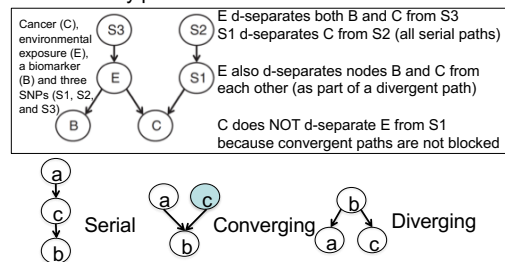 Cancer (C),
environmental
exposure (E),
a biomarker
(B) and three
SNPs (S1, S2,
and S3)
S3
S2
E
S1
B
C
E d-separates both B and C from S3
S1 d-separates C from S2 (all serial paths)
E also d-separates nodes B and C from
each other (as part of a divergent path)
C does NOT d-separate E from S1
because convergent paths are not blocked
a
c
b
Serial
a
c
b
Converging
b
a
c
Diverging